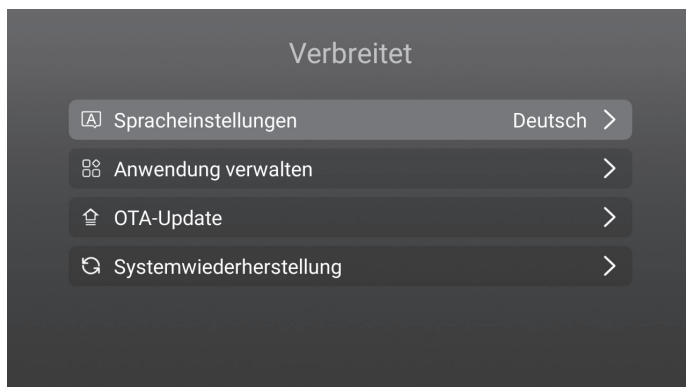 Verbreitet
Spracheinstellungen Deutsch
Anwendung verwalten
OTA-Update
Systemwiederherstellung